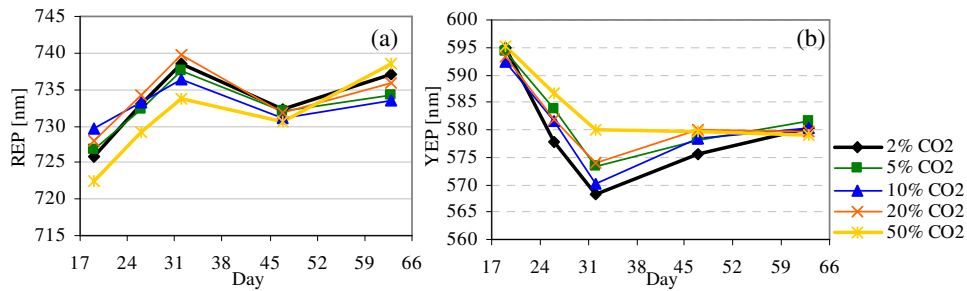 (a)
REP [nm]
745
740
735
730
725
720
715
17 24 31 38 45 52 59 66
Day
(b)
YEP [nm]
600
595
590
585
580
575
570
565
560
17 24 31 38 45 52 59 66
Day
2% CO2
5% CO2
10% CO2
20% CO2
50% CO2